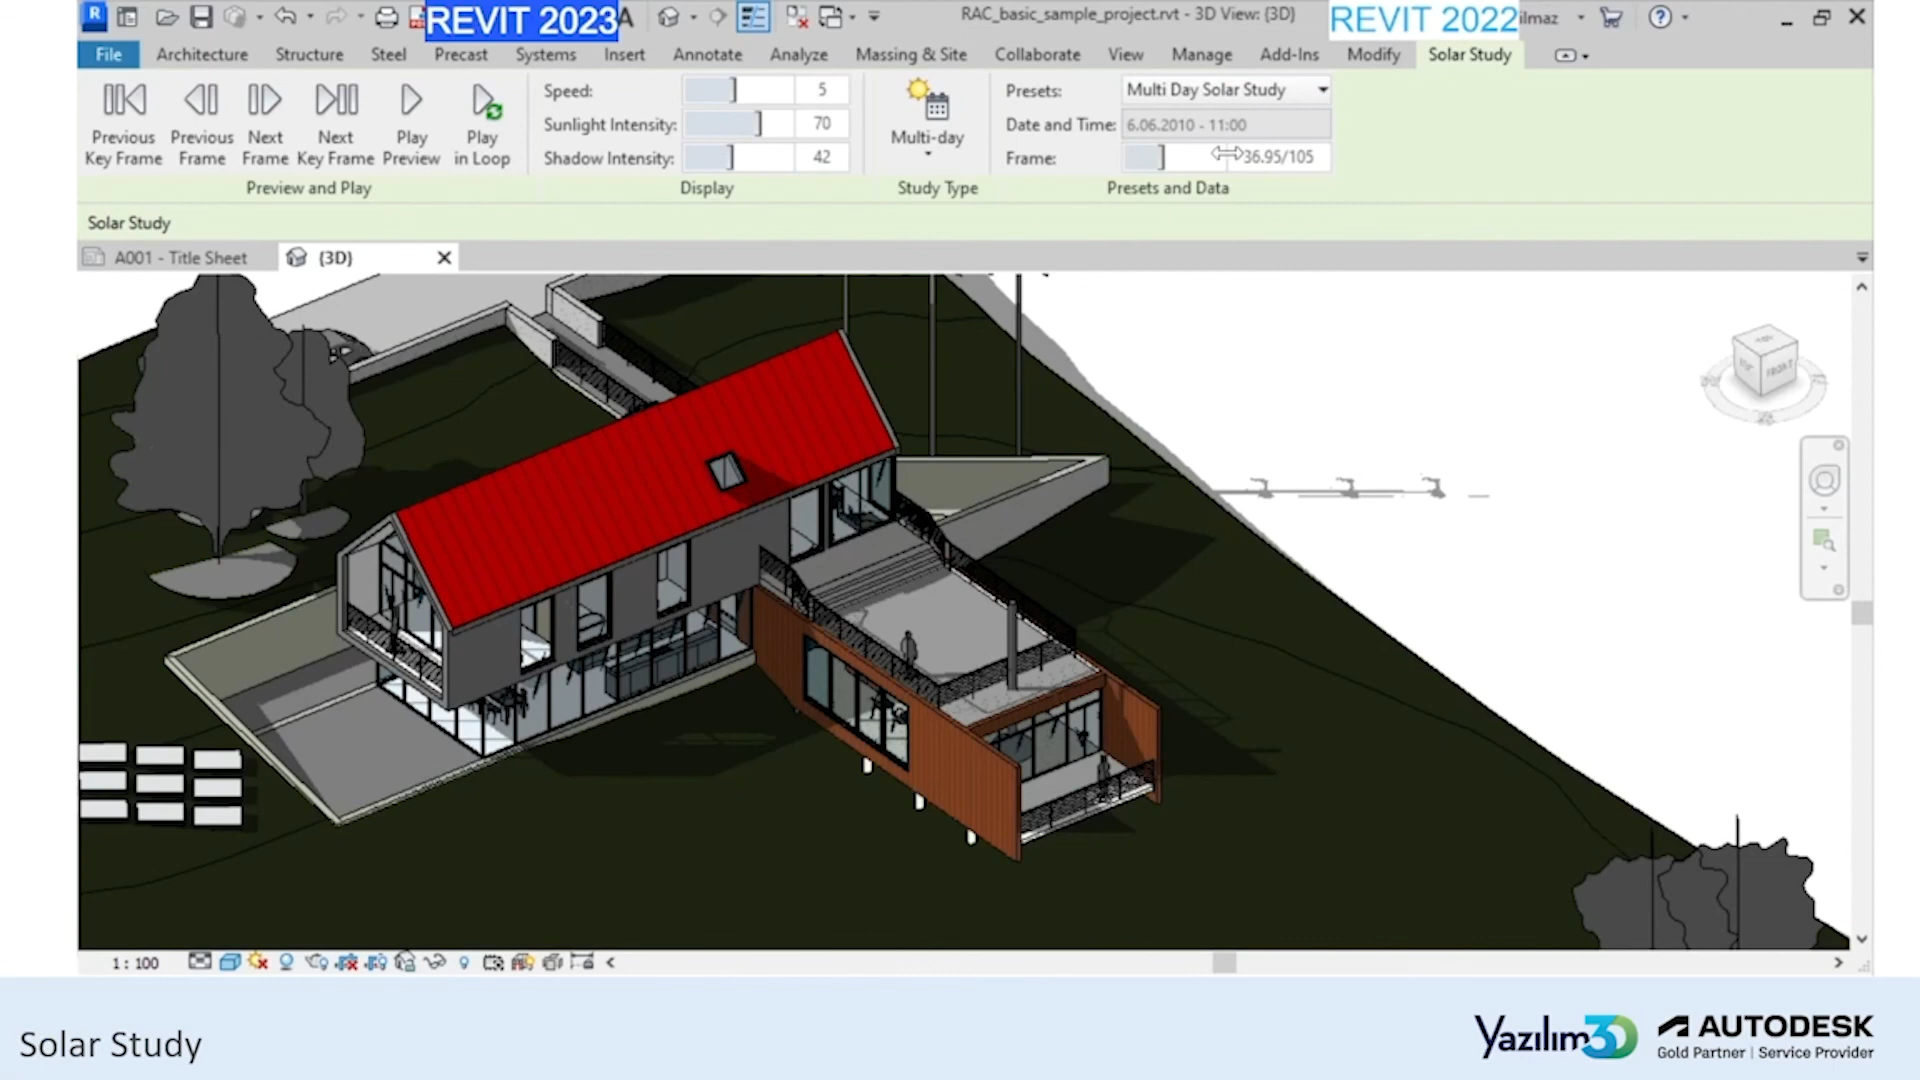 REVIT 2023
RAC_basic_sample_project.rvt - 3D View: {3D}
REVIT 2022
ilmaz
File Architecture Structure Steel Precast Systems Insert Annotate Analyze Massing & Site Collaborate View Manage Add-Ins Modify Solar Study
Previous Key Frame
Previous Frame
Next Frame
Next Key Frame
Play Preview
Play in Loop
Preview and Play
Speed: 5
Sunlight Intensity: 70
Shadow Intensity: 42
Display
Multi-day
Study Type
Presets: Multi Day Solar Study
Date and Time: 6.06.2010 - 11:00
Frame: 36.95/105
Presets and Data
Solar Study
A001 - Title Sheet
{3D}
TOP
FRONT
1 : 100
Solar Study
Yazılım3D
AUTODESK
Gold Partner | Service Provider